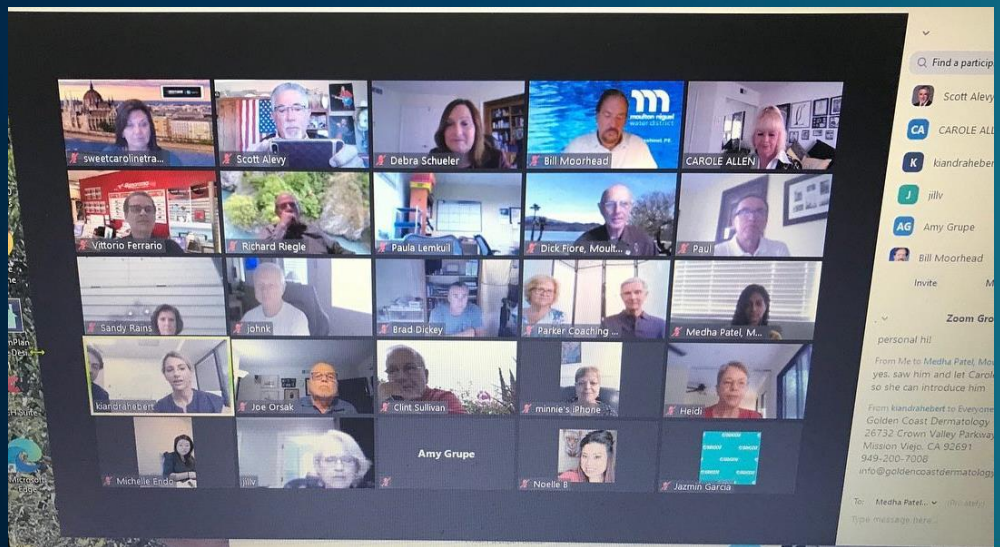 sweetcarolinetra...
Scott Alevy
Debra Schueler
moulton niguel
water district
Bill Moorhead
CAROLE ALLEN
Vittorio Ferrario
Richard Riegle
Paula Lemkuil
Dick Fiore, Moult...
Paul
Sandy Rains
johnk
Brad Dickey
Parker Coaching ...
Medha Patel, M...
kiandrahebert
Joe Orsak
Clint Sullivan
minnie's iPhone
Heidi
Michelle Endo
jillv
Amy Grupe
Noelle B
Jazmin Garcia
Find a particip
Scott Alevy
CA CAROLE ALL
K kiandraheber
J jillv
AG Amy Grupe
Bill Moorhead
Invite M
Zoom Gro
personal hi!
From Me to Medha Patel, Mo
yes. saw him and let Carol
so she can introduce him
From kiandrahebert to Everyone
Golden Coast Dermatology
26732 Crown Valley Parkway
Mission Viejo, CA 92691
949-200-7008
info@goldencoastdermatology
To: Medha Patel...
Type message here...
Microsoft
Edge